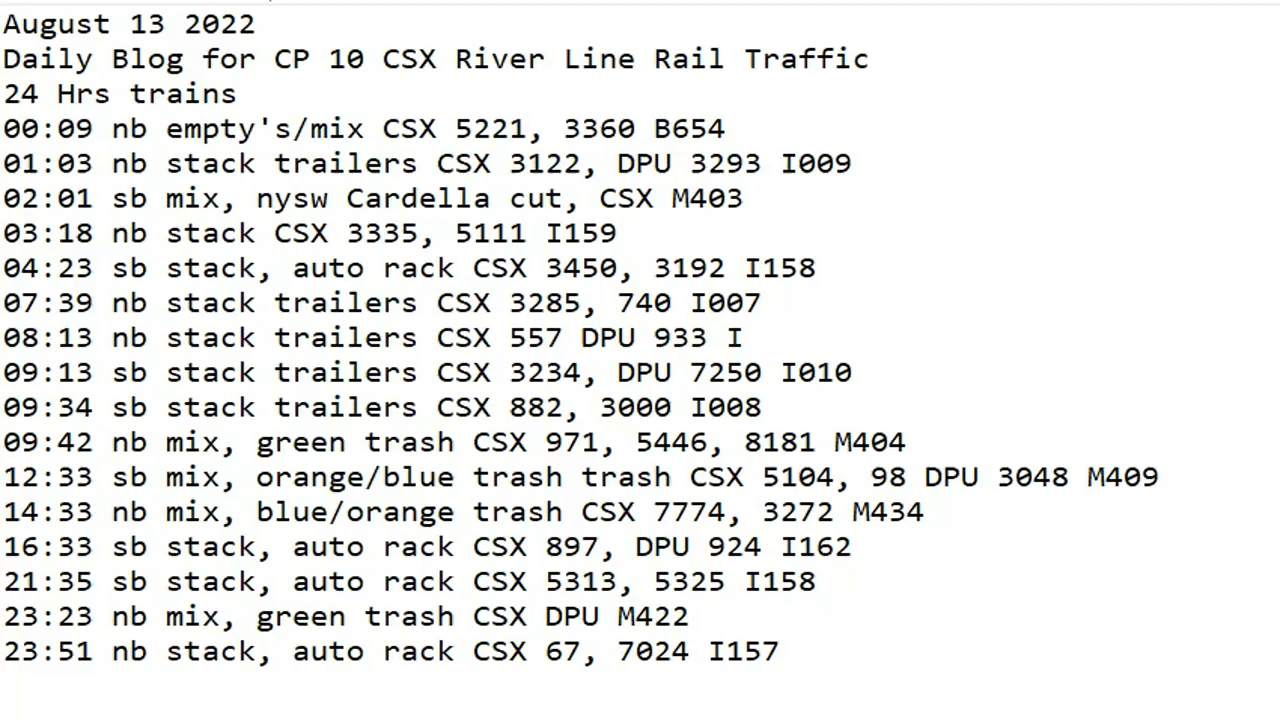 August 13 2022
Daily Blog for CP 10 CSX River Line Rail Traffic
24 Hrs trains
00:09 nb empty's/mix CSX 5221, 3360 B654
01:03 nb stack trailers CSX 3122, DPU 3293 I009
02:01 sb mix, nysw Cardella cut, CSX M403
03:18 nb stack CSX 3335, 5111 I159
04:23 sb stack, auto rack CSX 3450, 3192 I158
07:39 nb stack trailers CSX 3285, 740 I007
08:13 nb stack trailers CSX 557 DPU 933 I
09:13 sb stack trailers CSX 3234, DPU 7250 I010
09:34 sb stack trailers CSX 882, 3000 I008
09:42 nb mix, green trash CSX 971, 5446, 8181 M404
12:33 sb mix, orange/blue trash trash CSX 5104, 98 DPU 3048 M409
14:33 nb mix, blue/orange trash CSX 7774, 3272 M434
16:33 sb stack, auto rack CSX 897, DPU 924 I162
21:35 sb stack, auto rack CSX 5313, 5325 I158
23:23 nb mix, green trash CSX DPU M422
23:51 nb stack, auto rack CSX 67, 7024 I157